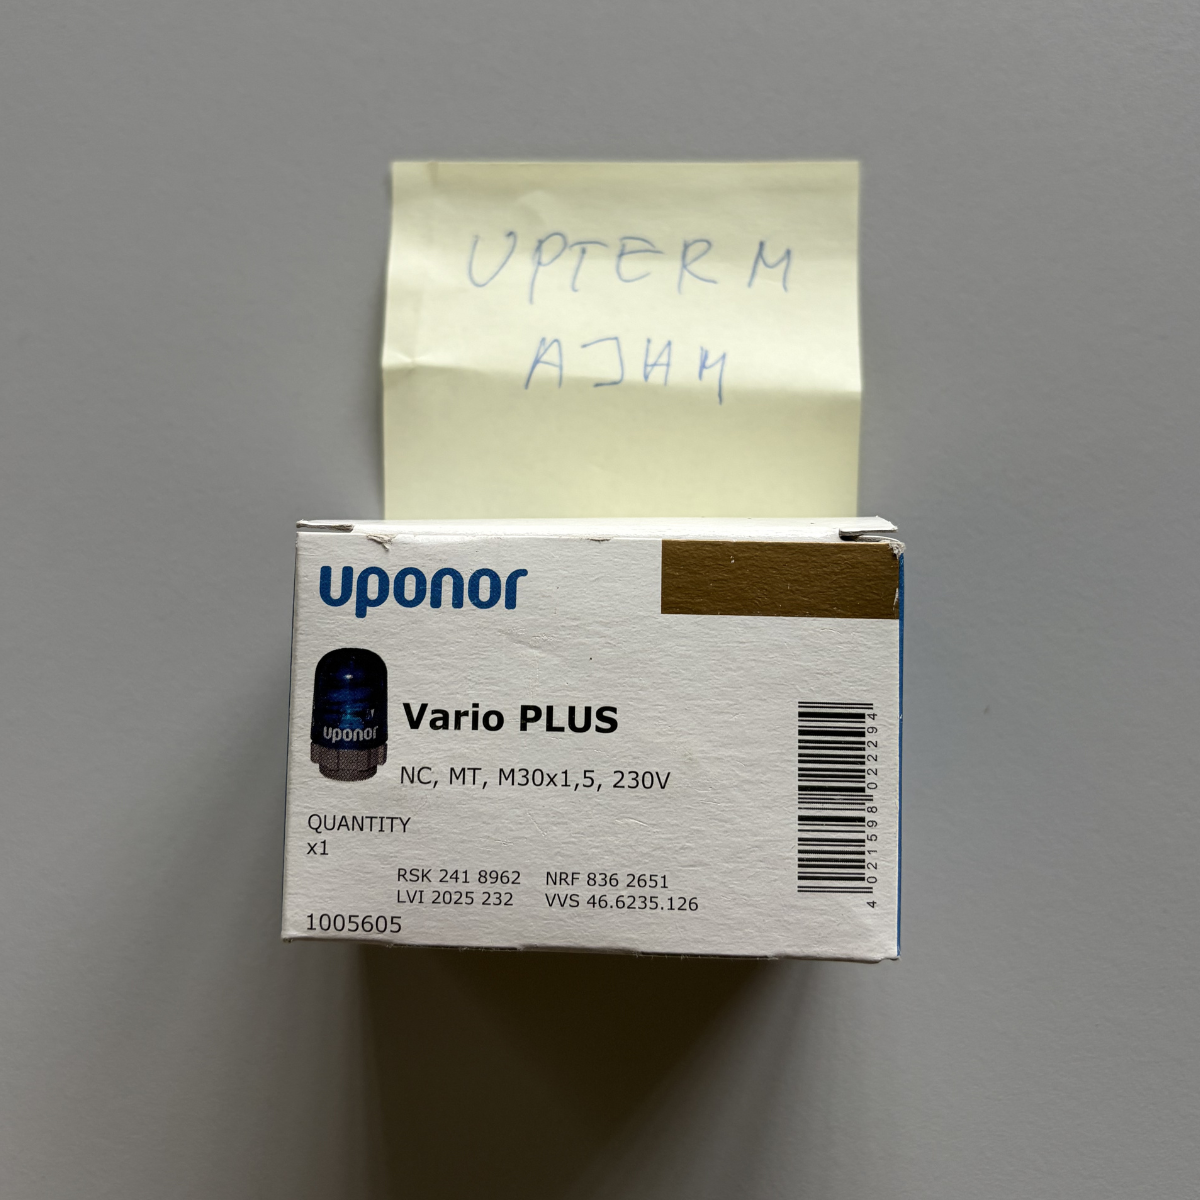 UPTERM
AJHM
uponor
uponor
Vario PLUS
NC, MT, M30x1,5, 230V
QUANTITY
x1
RSK 241 8962 NRF 836 2651
LVI 2025 232 VVS 46.6235.126
1005605
4 021598 022294